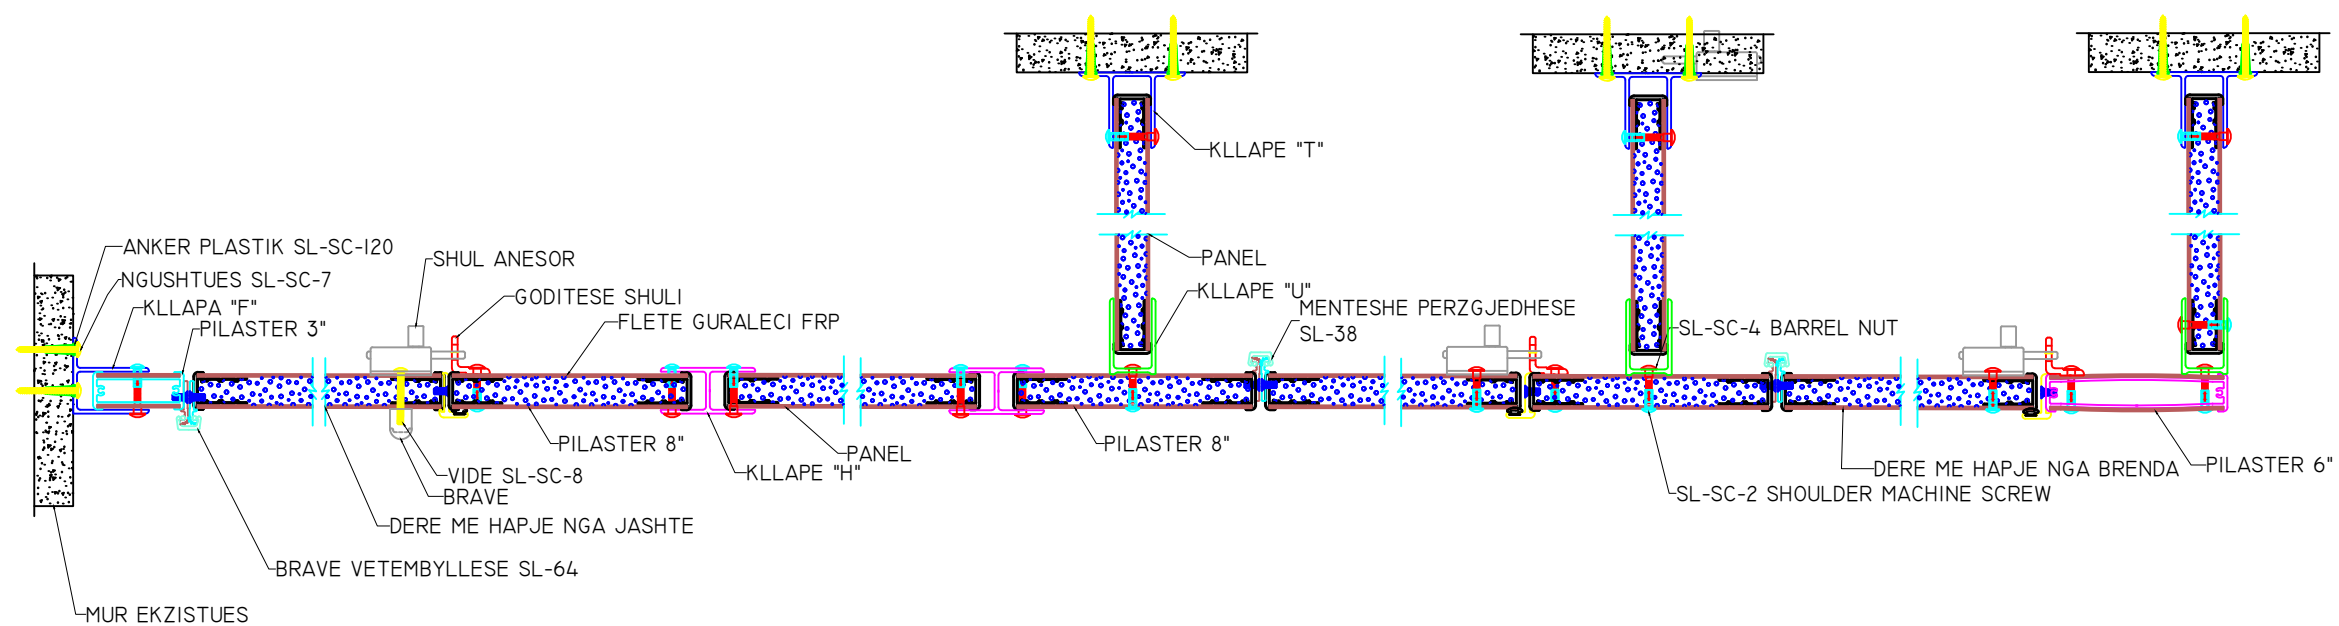 KLLAPE "T"
ANKER PLASTIK SL-SC-120
SHUL ANESOR
PANEL
NGUSHTUES SL-SC-7
GODITESE SHULI
KLLAPE "U"
KLLAPA "F"
MENTESHE PERZGJEDHESE
SL-38
PILASTER 3"
FLETE GURALECI FRP
SL-SC-4 BARREL NUT
PILASTER 8"
PANEL
PILASTER 8"
KLLAPE "H"
VIDE SL-SC-8
BRAVE
DERE ME HAPJE NGA BRENDA
PILASTER 6"
SL-SC-2 SHOULDER MACHINE SCREW
DERE ME HAPJE NGA JASHTE
BRAVE VETEMBYLLESE SL-64
MUR EKZISTUES